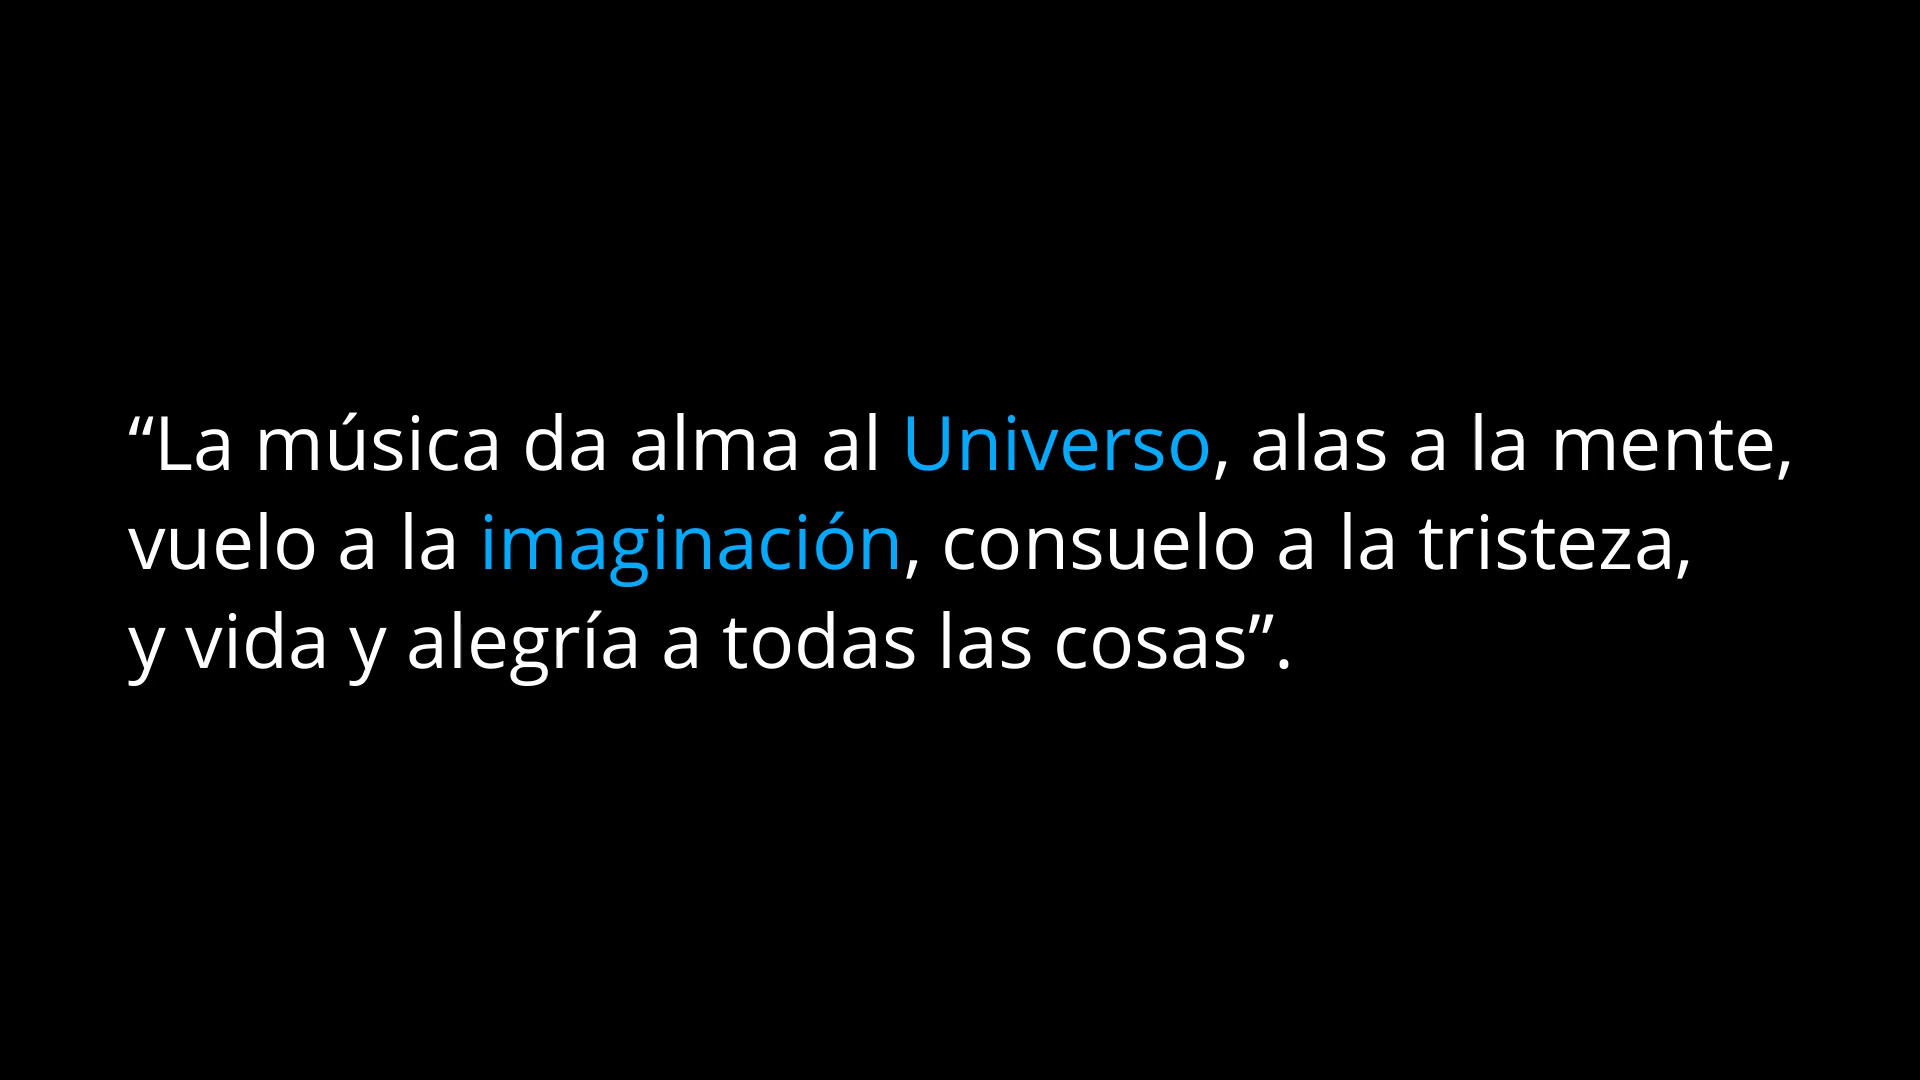 “La música da alma al Universo, alas a la mente,
vuelo a la imaginación, consuelo a la tristeza,
y vida y alegría a todas las cosas”.